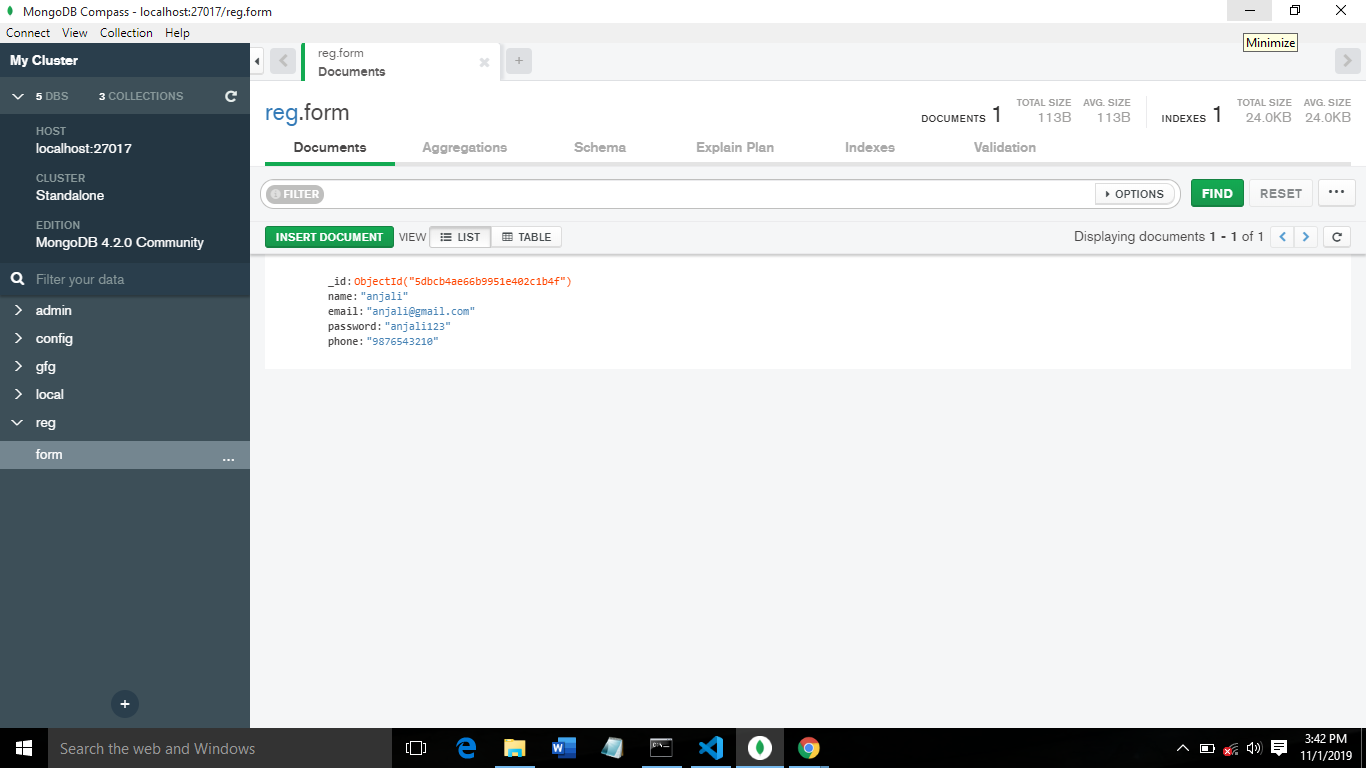 MongoDB Compass - localhost:27017/reg.form
Connect View Collection Help
Minimize
My Cluster
5 DBS 3 COLLECTIONS
HOST
localhost:27017
CLUSTER
Standalone
EDITION
MongoDB 4.2.0 Community
Filter your data
admin
config
gfg
local
reg
form ...
reg.form
Documents
reg.form
DOCUMENTS 1 TOTAL SIZE 113B AVG. SIZE 113B INDEXES 1 TOTAL SIZE 24.0KB AVG. SIZE 24.0KB
Documents Aggregations Schema Explain Plan Indexes Validation
FILTER OPTIONS FIND RESET ...
INSERT DOCUMENT VIEW LIST TABLE Displaying documents 1 - 1 of 1
_id:ObjectId("5dbcb4ae66b9951e402c1b4f")
name:"anjali"
email:"anjali@gmail.com"
password:"anjali123"
phone:"9876543210"
Search the web and Windows
3:42 PM
11/1/2019